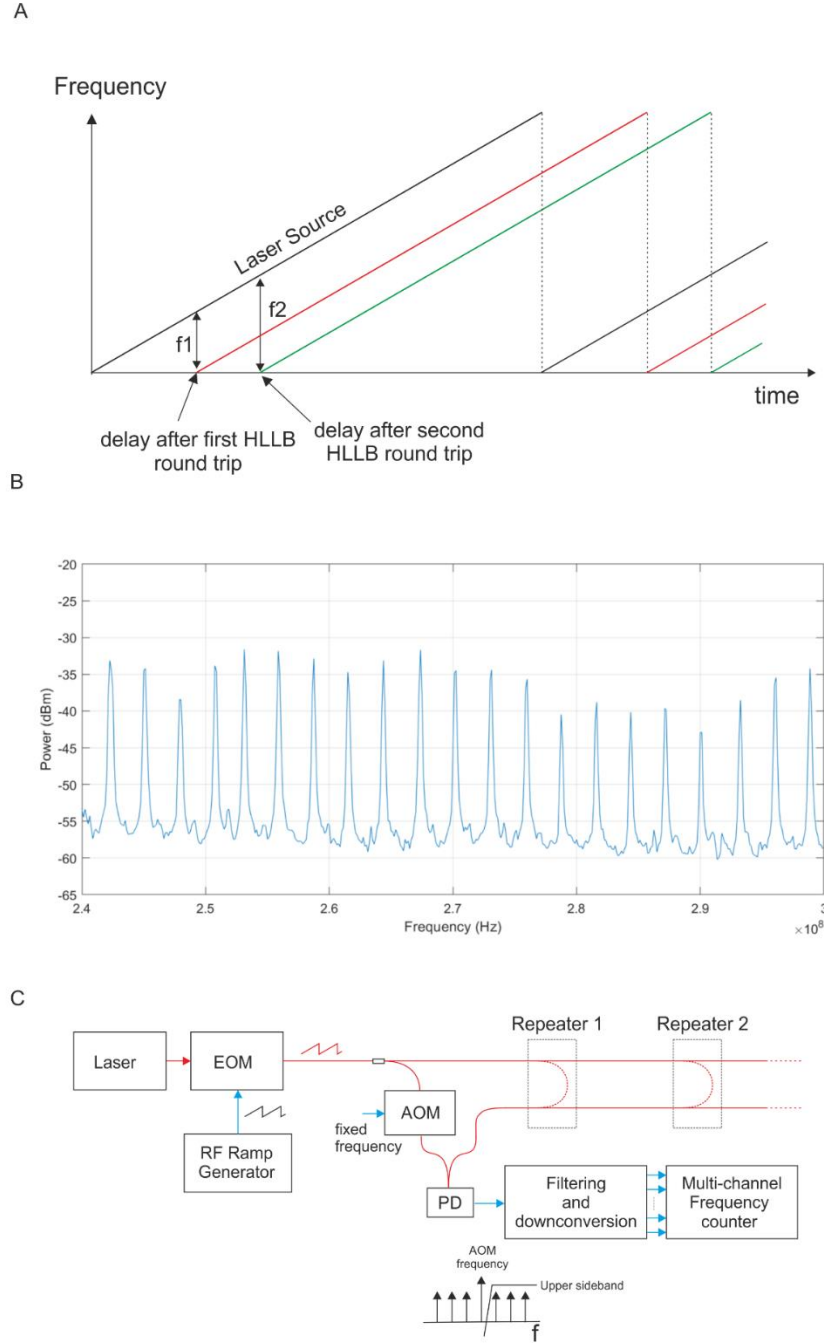 A
Frequency
Laser Source
f1
f2
time
delay after first HLLB
round trip
delay after second
HLLB round trip
B
-20
-25
-30
-35
-40
-45
-50
-55
-60
-65
Power (dBm)
2.4
2.5
2.6
2.7
2.8
2.9
3
Frequency (Hz)
×10⁸
C
Laser
EOM
RF Ramp
Generator
fixed
frequency
AOM
Repeater 1
Repeater 2
PD
Filtering
and
downconversion
Multi-channel
Frequency
counter
AOM
frequency
Upper sideband
f